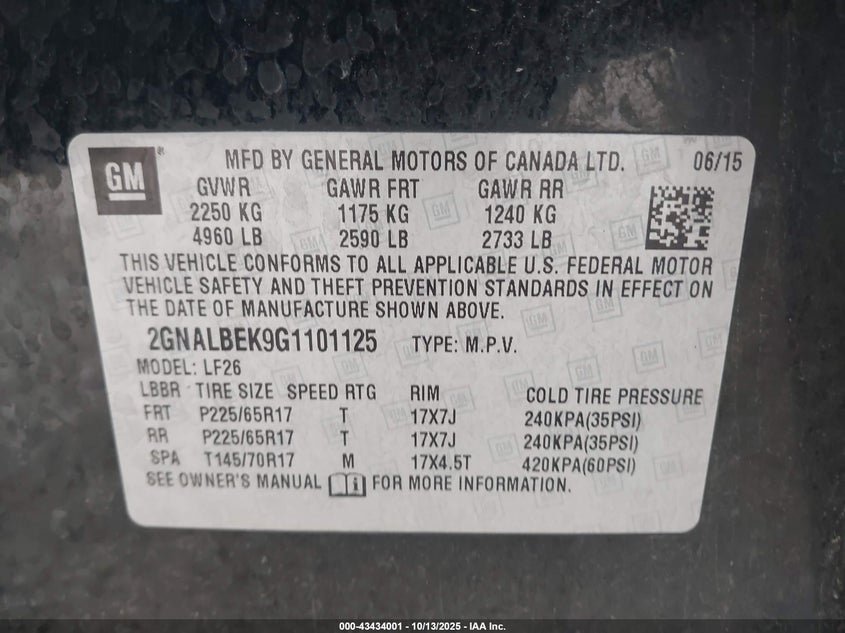 GM MFD BY GENERAL MOTORS OF CANADA LTD. 06/15
GVWR GAWR FRT GAWR RR
2250 KG 1175 KG 1240 KG
4960 LB 2590 LB 2733 LB
THIS VEHICLE CONFORMS TO ALL APPLICABLE U.S. FEDERAL MOTOR
VEHICLE SAFETY AND THEFT PREVENTION STANDARDS IN EFFECT ON
THE DATE OF MANUFACTURE SHOWN ABOVE.
2GNALBEK9G1101125 TYPE: M.P.V.
MODEL: LF26
LBBR TIRE SIZE SPEED RTG RIM COLD TIRE PRESSURE
FRT P225/65R17 T 17X7J 240KPA(35PSI)
RR P225/65R17 T 17X7J 240KPA(35PSI)
SPA T145/70R17 M 17X4.5T 420KPA(60PSI)
SEE OWNER'S MANUAL FOR MORE INFORMATION.
000-43434001 - 10/13/2025 - IAA Inc.